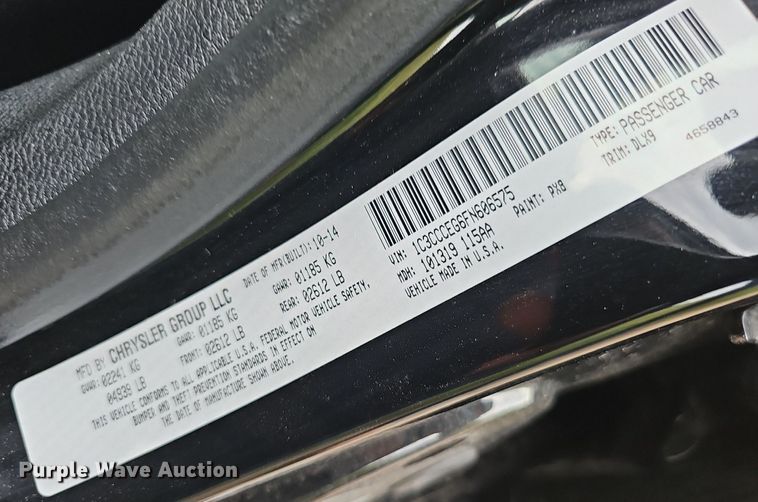 MFD BY CHRYSLER GROUP LLC
DATE OF MFR(BUILT): 10-14
GVWR: 02241 KG
GAWR: 01185 KG
GAWR: 01185 KG
04939 LB
FRONT: 02612 LB
REAR: 02612 LB
THIS VEHICLE CONFORMS TO ALL APPLICABLE U.S.A. FEDERAL MOTOR VEHICLE SAFETY,
BUMPER AND THEFT PREVENTION STANDARDS IN EFFECT ON
THE DATE OF MANUFACTURE SHOWN ABOVE.
VIN: 1C3CCCEG6FN606575
TYPE: PASSENGER CAR
MDH: 101319 115AA
PAINT: PX8
TRIM: DLX9
VEHICLE MADE IN U.S.A.
4658843
Purple Wave Auction